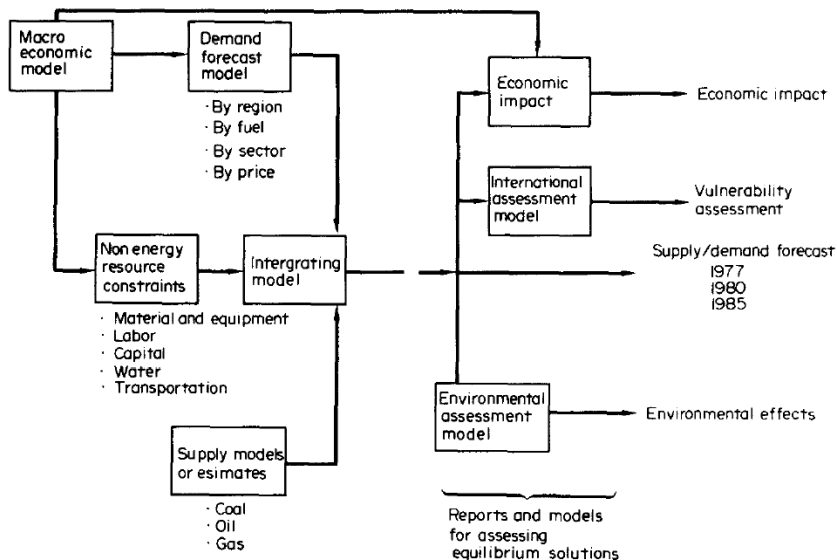 Macro
economic
model
Demand
forecast
model
· By region
· By fuel
· By sector
· By price
Economic
impact
Economic impact
International
assessment
model
Vulnerability
assessment
Non energy
resource
constraints
Intergrating
model
Supply/demand forecast
1977
1980
1985
· Material and equipment
· Labor
· Capital
· Water
· Transportation
Environmental
assessment
model
Environmental effects
Supply models
or esimates
· Coal
· Oil
· Gas
Reports and models
for assessing
equilibrium solutions